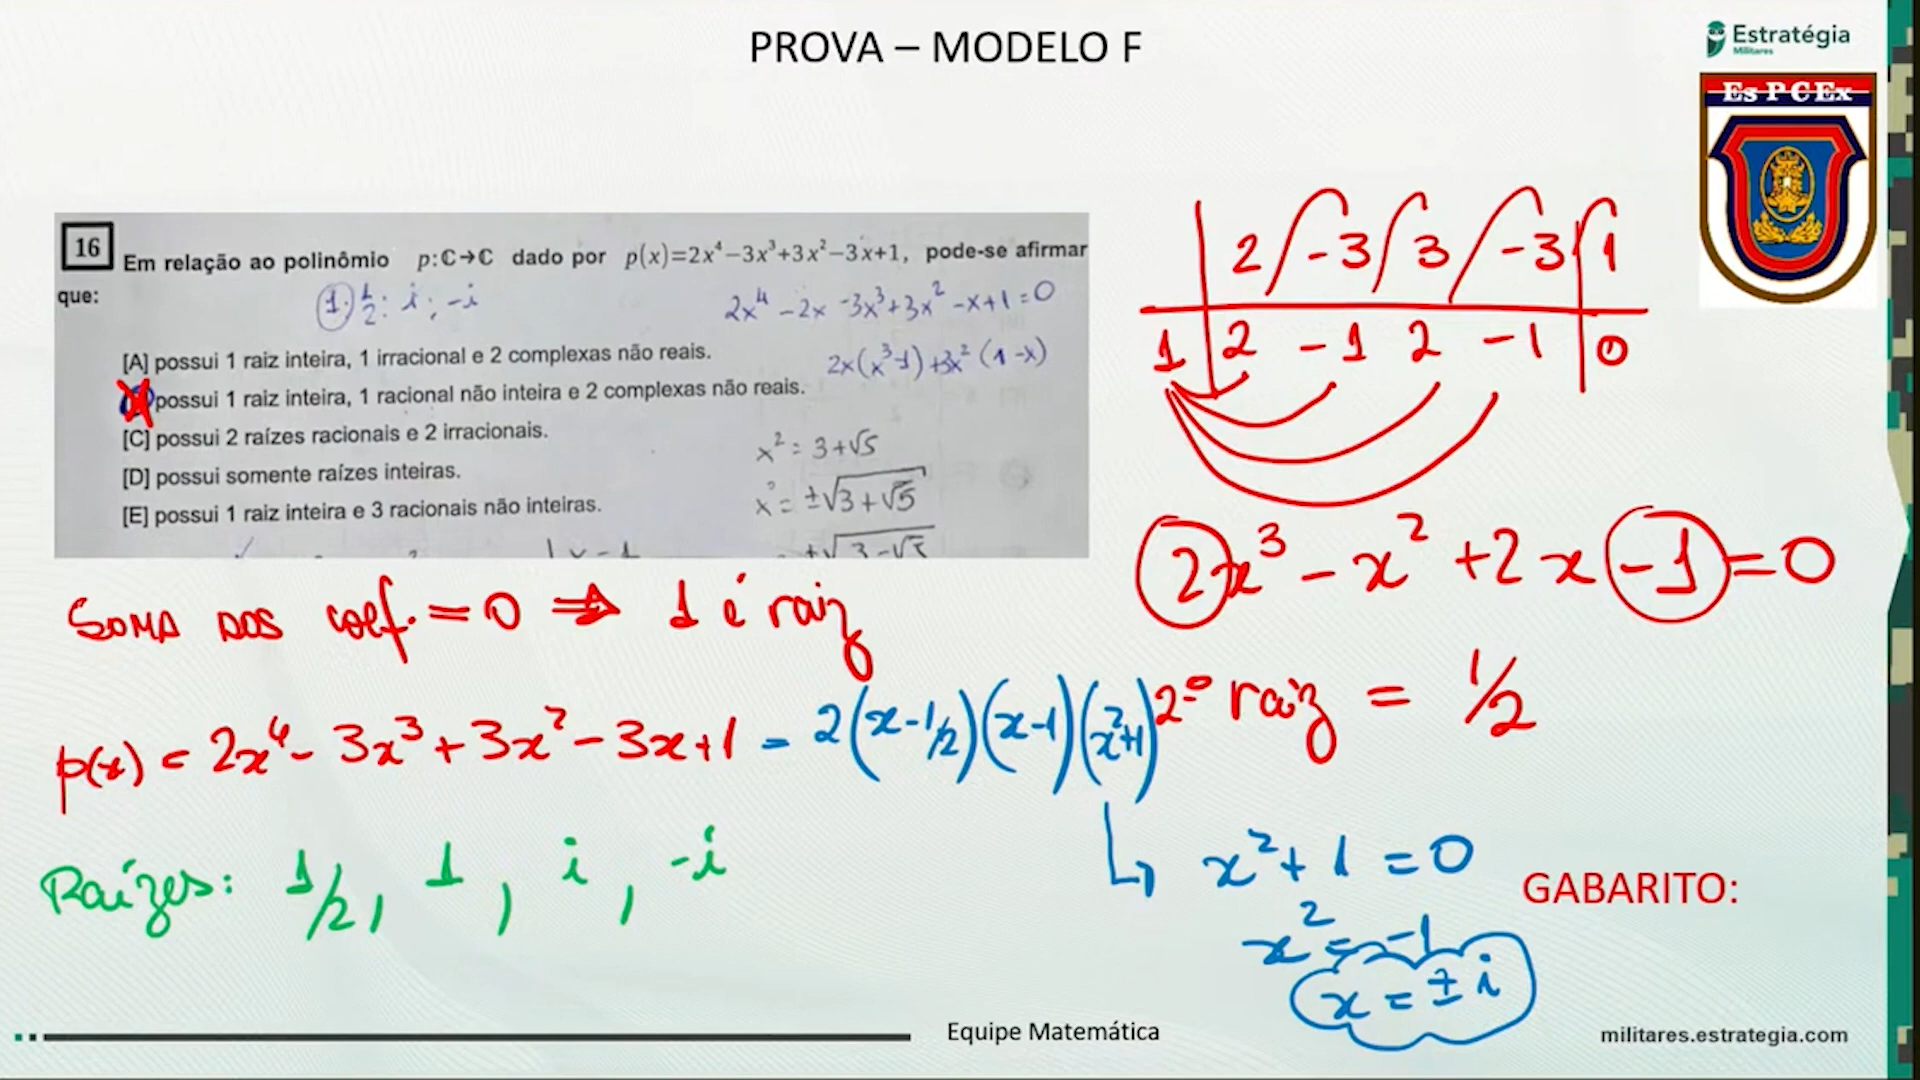 PROVA – MODELO F
Estratégia
Militares
Es P C Ex
16
Em relação ao polinômio p:C→C dado por p(x)=2x⁴−3x³+3x²−3x+1, pode-se afirmar
que:
1; 1/2; i; -i
2x⁴ -2x -3x³+3x² -x+1=0
2x(x³-1)+3x²(1-x)
[A] possui 1 raiz inteira, 1 irracional e 2 complexas não reais.
possui 1 raiz inteira, 1 racional não inteira e 2 complexas não reais.
[C] possui 2 raízes racionais e 2 irracionais.
[D] possui somente raízes inteiras.
[E] possui 1 raiz inteira e 3 racionais não inteiras.
x² = 3+√5
x = ±√3+√5
2 -3 3 -3 1
1 2 -1 2 -1 0
2x³ - x² +2x -1=0
SOMA DOS coef. = 0 ⇒ 1 é raiz
2º raiz = 1/2
p(x) = 2x⁴ - 3x³ + 3x² - 3x+1 = 2(x-1/2)(x-1)(x²+1)
x²+1 = 0
x² = -1
x = ±i
Raízes: 1/2, 1, i, -i
GABARITO:
Equipe Matemática
militares.estrategia.com